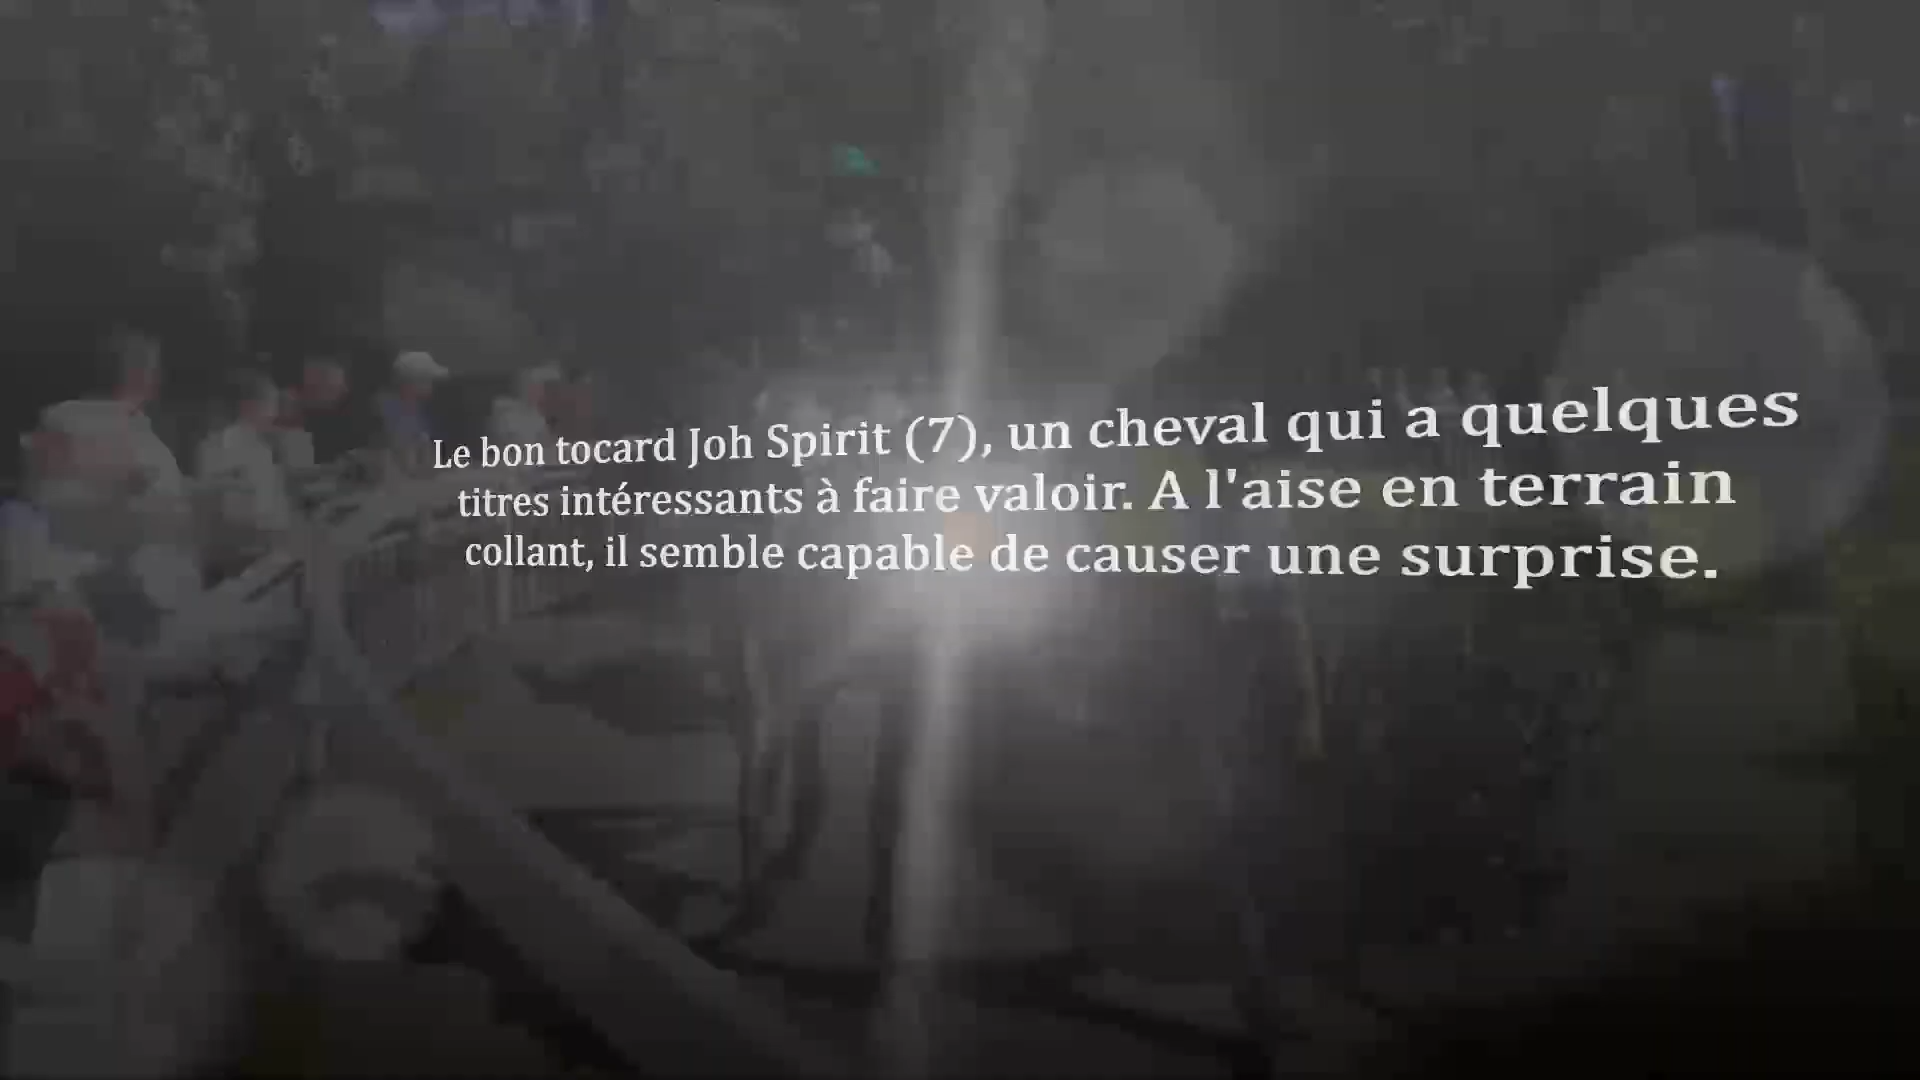 Le bon tocard Joh Spirit (7), un cheval qui a quelques
titres intéressants à faire valoir. A l'aise en terrain
collant, il semble capable de causer une surprise.